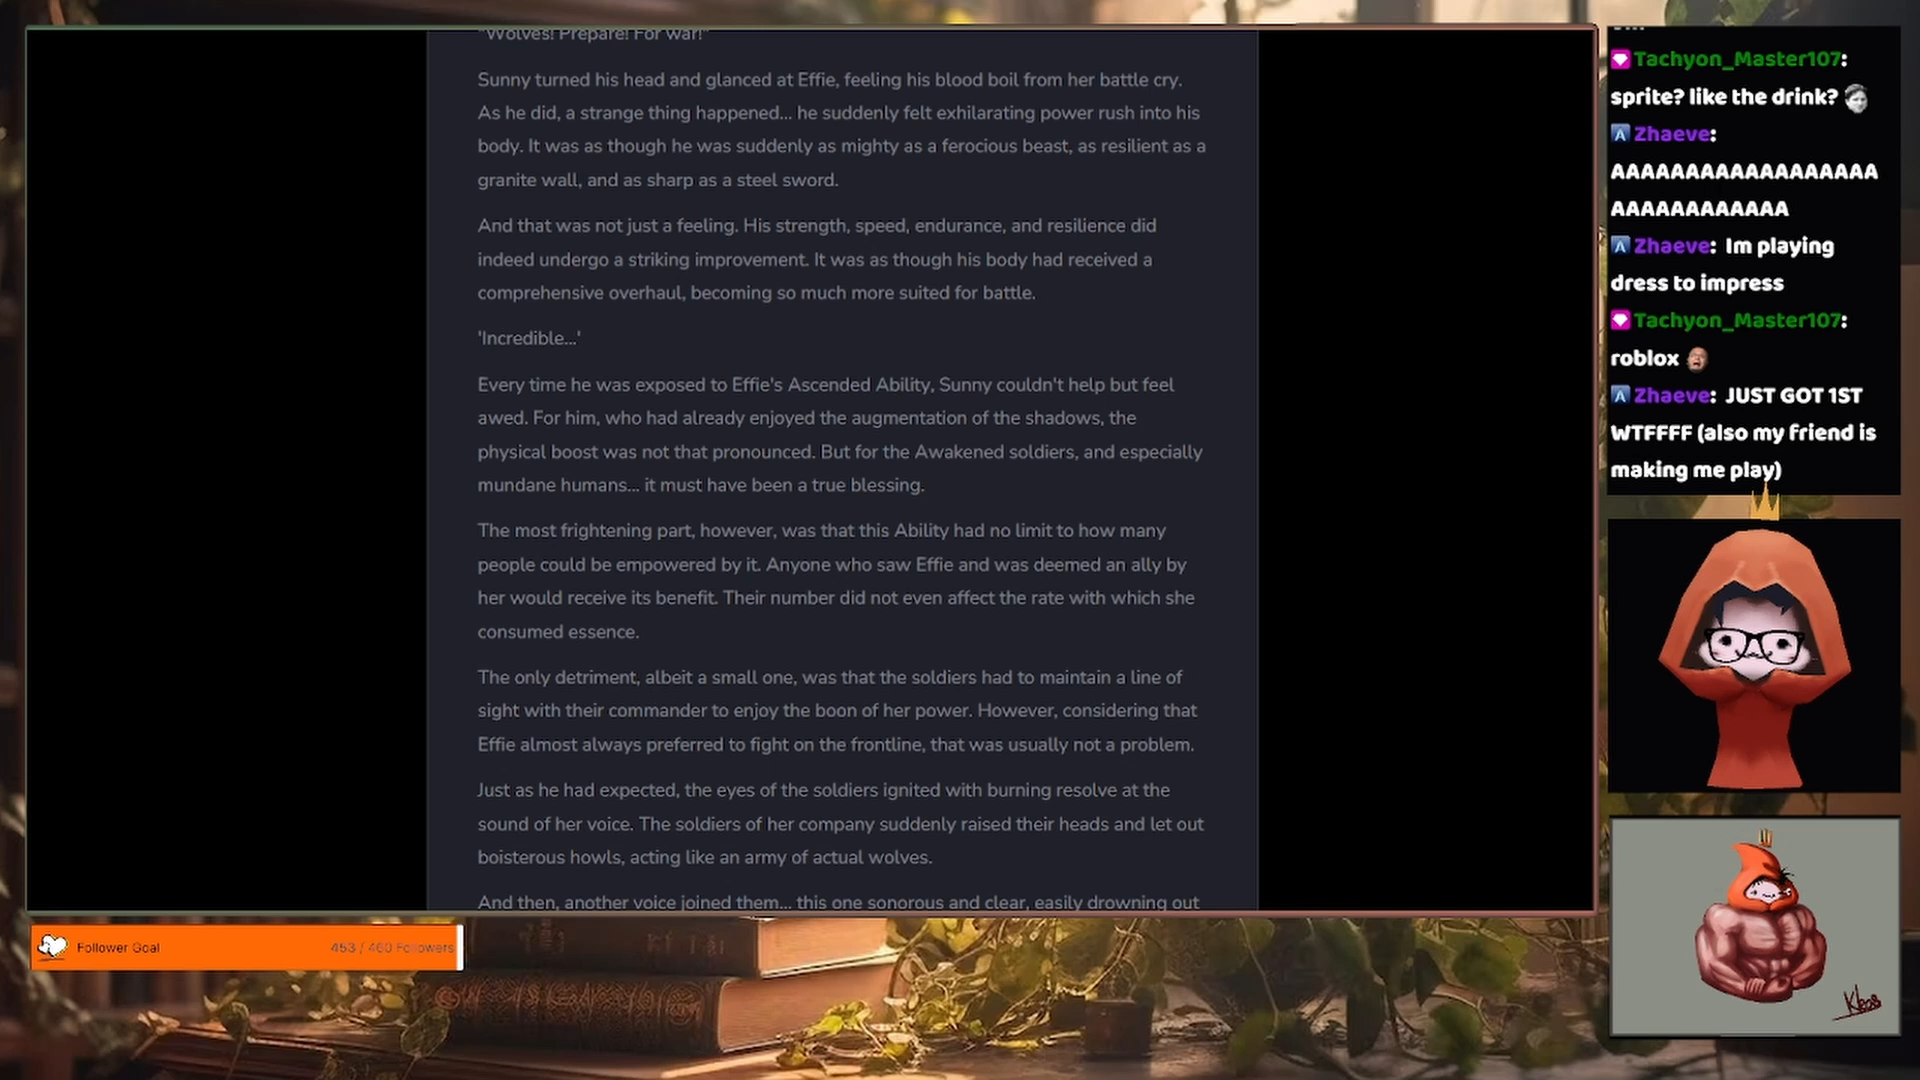 "Wolves! Prepare! For war!"
Sunny turned his head and glanced at Effie, feeling his blood boil from her battle cry.
As he did, a strange thing happened... he suddenly felt exhilarating power rush into his
body. It was as though he was suddenly as mighty as a ferocious beast, as resilient as a
granite wall, and as sharp as a steel sword.
And that was not just a feeling. His strength, speed, endurance, and resilience did
indeed undergo a striking improvement. It was as though his body had received a
comprehensive overhaul, becoming so much more suited for battle.
'Incredible...'
Every time he was exposed to Effie's Ascended Ability, Sunny couldn't help but feel
awed. For him, who had already enjoyed the augmentation of the shadows, the
physical boost was not that pronounced. But for the Awakened soldiers, and especially
mundane humans... it must have been a true blessing.
The most frightening part, however, was that this Ability had no limit to how many
people could be empowered by it. Anyone who saw Effie and was deemed an ally by
her would receive its benefit. Their number did not even affect the rate with which she
consumed essence.
The only detriment, albeit a small one, was that the soldiers had to maintain a line of
sight with their commander to enjoy the boon of her power. However, considering that
Effie almost always preferred to fight on the frontline, that was usually not a problem.
Just as he had expected, the eyes of the soldiers ignited with burning resolve at the
sound of her voice. The soldiers of her company suddenly raised their heads and let out
boisterous howls, acting like an army of actual wolves.
And then, another voice joined them... this one sonorous and clear, easily drowning out
Tachyon_Master107:
sprite? like the drink?
A Zhaeve:
AAAAAAAAAAAAAAAAAA
AAAAAAAAAAAA
A Zhaeve: Im playing
dress to impress
Tachyon_Master107:
roblox
A Zhaeve: JUST GOT 1ST
WTFFFF (also my friend is
making me play)
Follower Goal
453 / 460 Followers